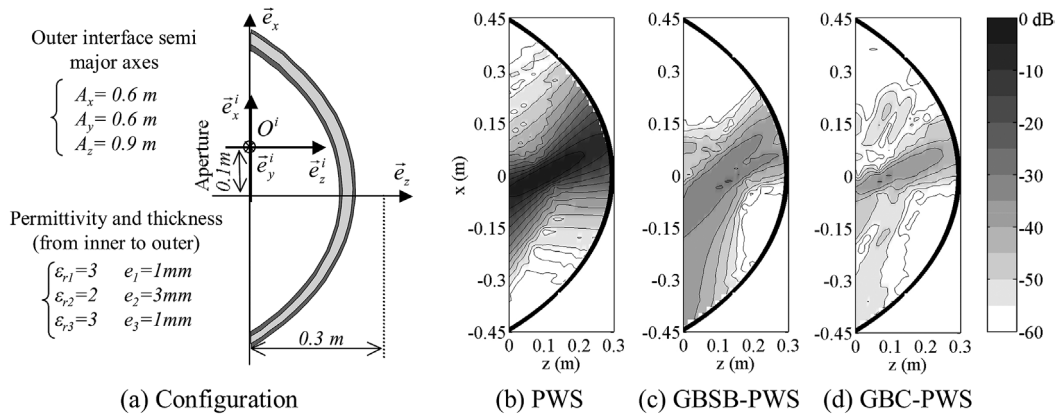 Outer interface semi
major axes
A_x= 0.6 m
A_y= 0.6 m
A_z= 0.9 m
Permittivity and thickness
(from inner to outer)
ε_r1=3 e_1=1mm
ε_r2=2 e_2=3mm
ε_r3=3 e_3=1mm
e⃗_x
e⃗_x^i
O^i
e⃗_y^i
e⃗_z^i
e⃗_z
Aperture
0.1m
0.3 m
(a) Configuration
x (m)
0.45
0.3
0.15
0
-0.15
-0.3
-0.45
0 0.1 0.2 0.3
z (m)
(b) PWS
0.45
0.3
0.15
0
-0.15
-0.3
0.45
0 0.1 0.2 0.3
z (m)
(c) GBSB-PWS
0.45
0.3
0.15
0
-0.15
-0.3
0.45
0 0.1 0.2 0.3
z (m)
(d) GBC-PWS
0 dB
-10
-20
-30
-40
-50
-60